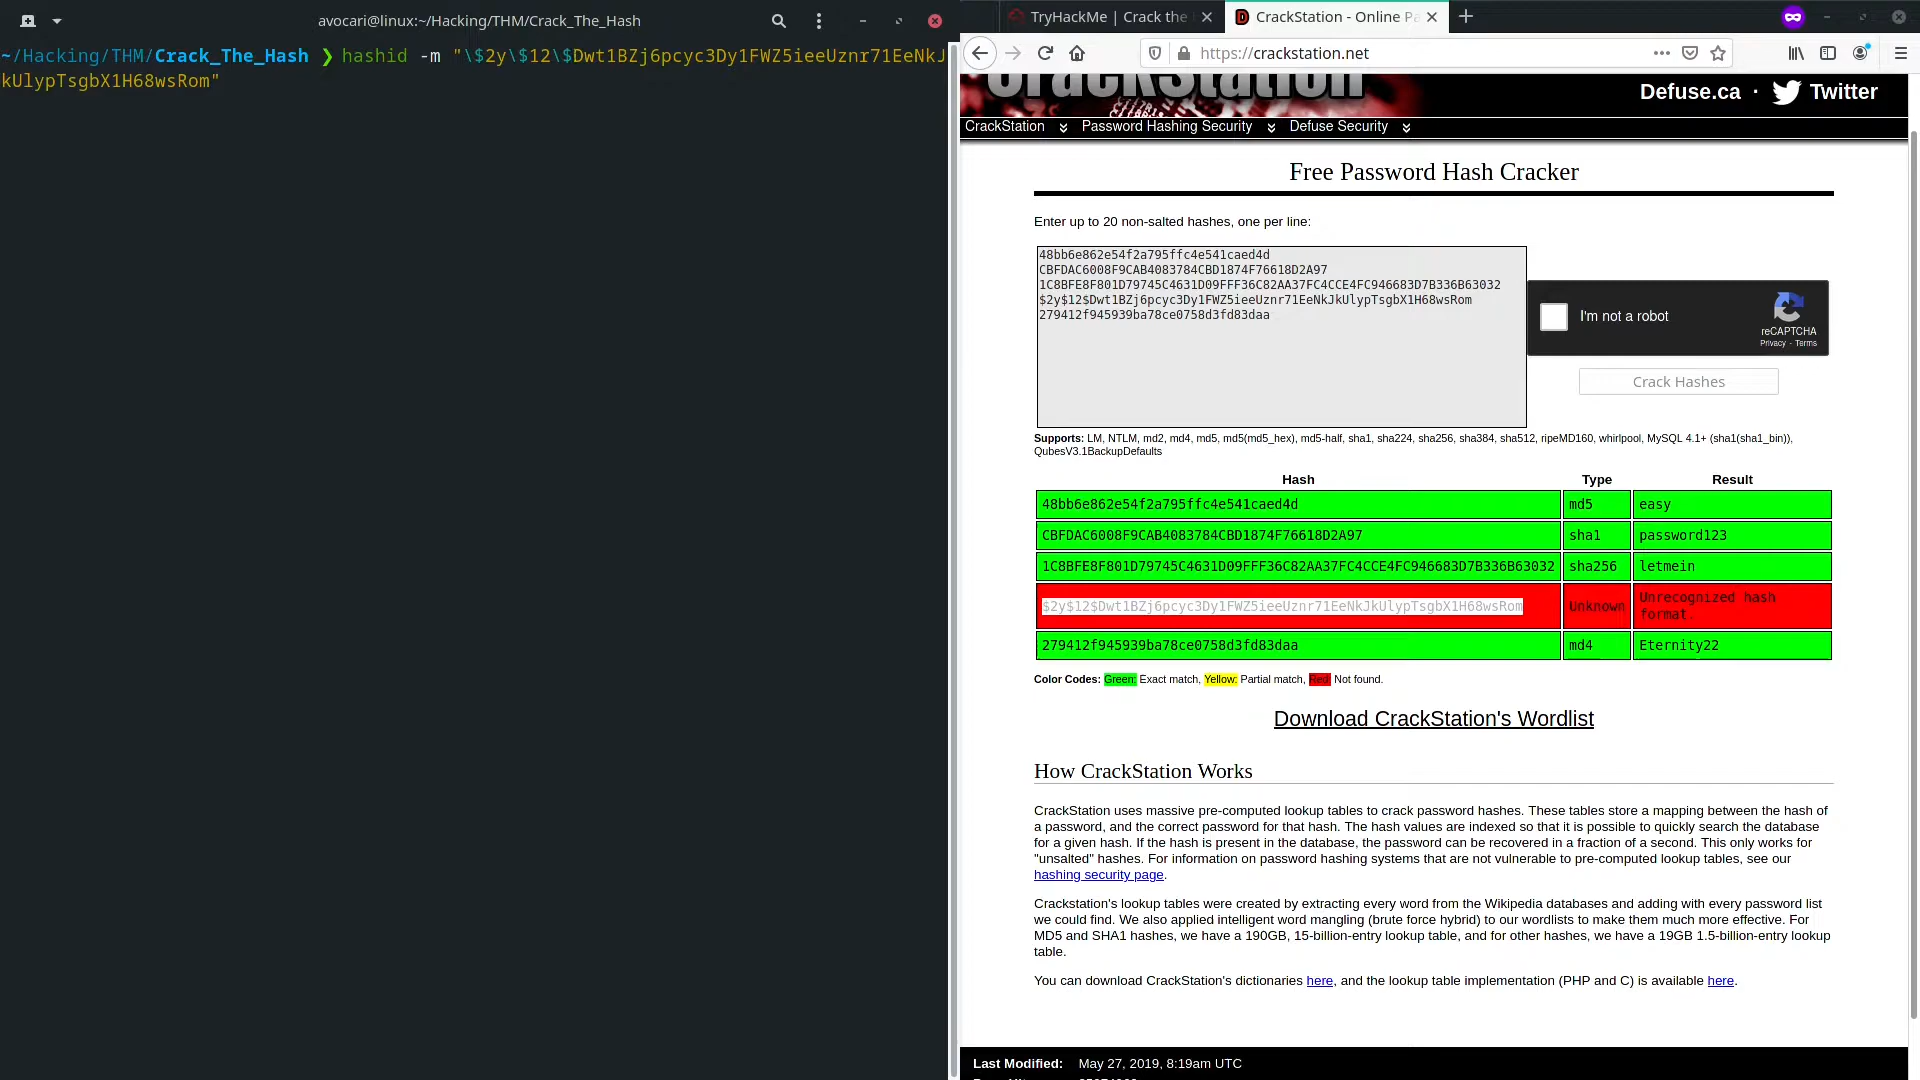 avocari@linux:~/Hacking/THM/Crack_The_Hash
~/Hacking/THM/Crack_The_Hash ❯ hashid -m "\$2y\$12\$Dwt1BZj6pcyc3Dy1FWZ5ieeUznr71EeNkJ
kUlypTsgbX1H68wsRom"
TryHackMe | Crack the
CrackStation - Online Pa
https://crackstation.net
CrackStation
Defuse.ca · Twitter
CrackStation Password Hashing Security Defuse Security
Free Password Hash Cracker
Enter up to 20 non-salted hashes, one per line:
48bb6e862e54f2a795ffc4e541caed4d
CBFDAC6008F9CAB4083784CBD1874F76618D2A97
1C8BFE8F801D79745C4631D09FFF36C82AA37FC4CCE4FC946683D7B336B63032
$2y$12$Dwt1BZj6pcyc3Dy1FWZ5ieeUznr71EeNkJkUlypTsgbX1H68wsRom
279412f945939ba78ce0758d3fd83daa
I'm not a robot
reCAPTCHA
Privacy - Terms
Crack Hashes
Supports: LM, NTLM, md2, md4, md5, md5(md5_hex), md5-half, sha1, sha224, sha256, sha384, sha512, ripeMD160, whirlpool, MySQL 4.1+ (sha1(sha1_bin)),
QubesV3.1BackupDefaults
Hash Type Result
48bb6e862e54f2a795ffc4e541caed4d md5 easy
CBFDAC6008F9CAB4083784CBD1874F76618D2A97 sha1 password123
1C8BFE8F801D79745C4631D09FFF36C82AA37FC4CCE4FC946683D7B336B63032 sha256 letmein
$2y$12$Dwt1BZj6pcyc3Dy1FWZ5ieeUznr71EeNkJkUlypTsgbX1H68wsRom Unknown Unrecognized hash
format.
279412f945939ba78ce0758d3fd83daa md4 Eternity22
Color Codes: Green: Exact match, Yellow: Partial match, Red: Not found.
Download CrackStation's Wordlist
How CrackStation Works
CrackStation uses massive pre-computed lookup tables to crack password hashes. These tables store a mapping between the hash of
a password, and the correct password for that hash. The hash values are indexed so that it is possible to quickly search the database
for a given hash. If the hash is present in the database, the password can be recovered in a fraction of a second. This only works for
"unsalted" hashes. For information on password hashing systems that are not vulnerable to pre-computed lookup tables, see our
hashing security page.
Crackstation's lookup tables were created by extracting every word from the Wikipedia databases and adding with every password list
we could find. We also applied intelligent word mangling (brute force hybrid) to our wordlists to make them much more effective. For
MD5 and SHA1 hashes, we have a 190GB, 15-billion-entry lookup table, and for other hashes, we have a 19GB 1.5-billion-entry lookup
table.
You can download CrackStation's dictionaries here, and the lookup table implementation (PHP and C) is available here.
Last Modified: May 27, 2019, 8:19am UTC